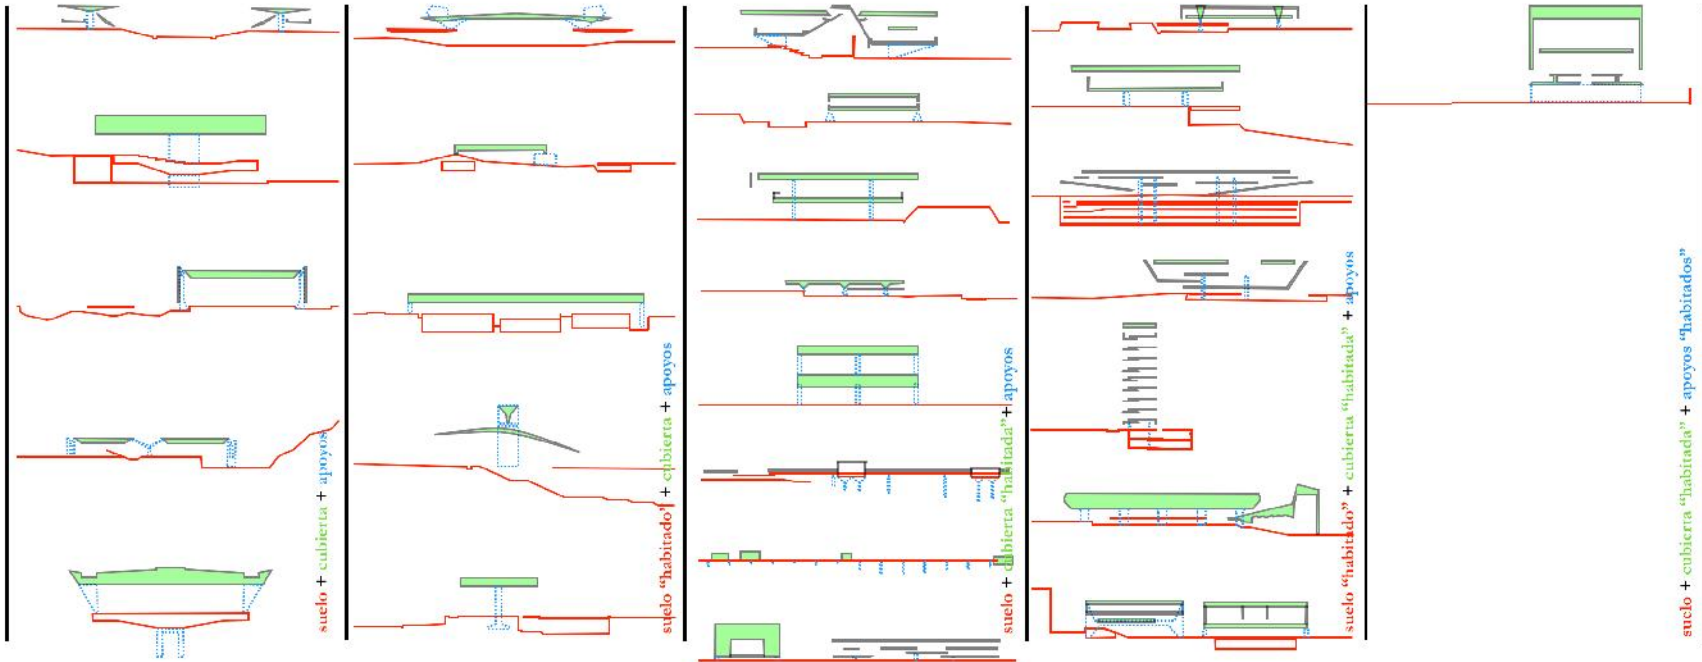 suelo + cubierta + apoyos
suelo “habitado” + cubierta + apoyos
suelo + cubierta “habitada” + apoyos
suelo “habitado” + cubierta “habitada” + apoyos
suelo + cubierta “habitada” + apoyos “habitados”